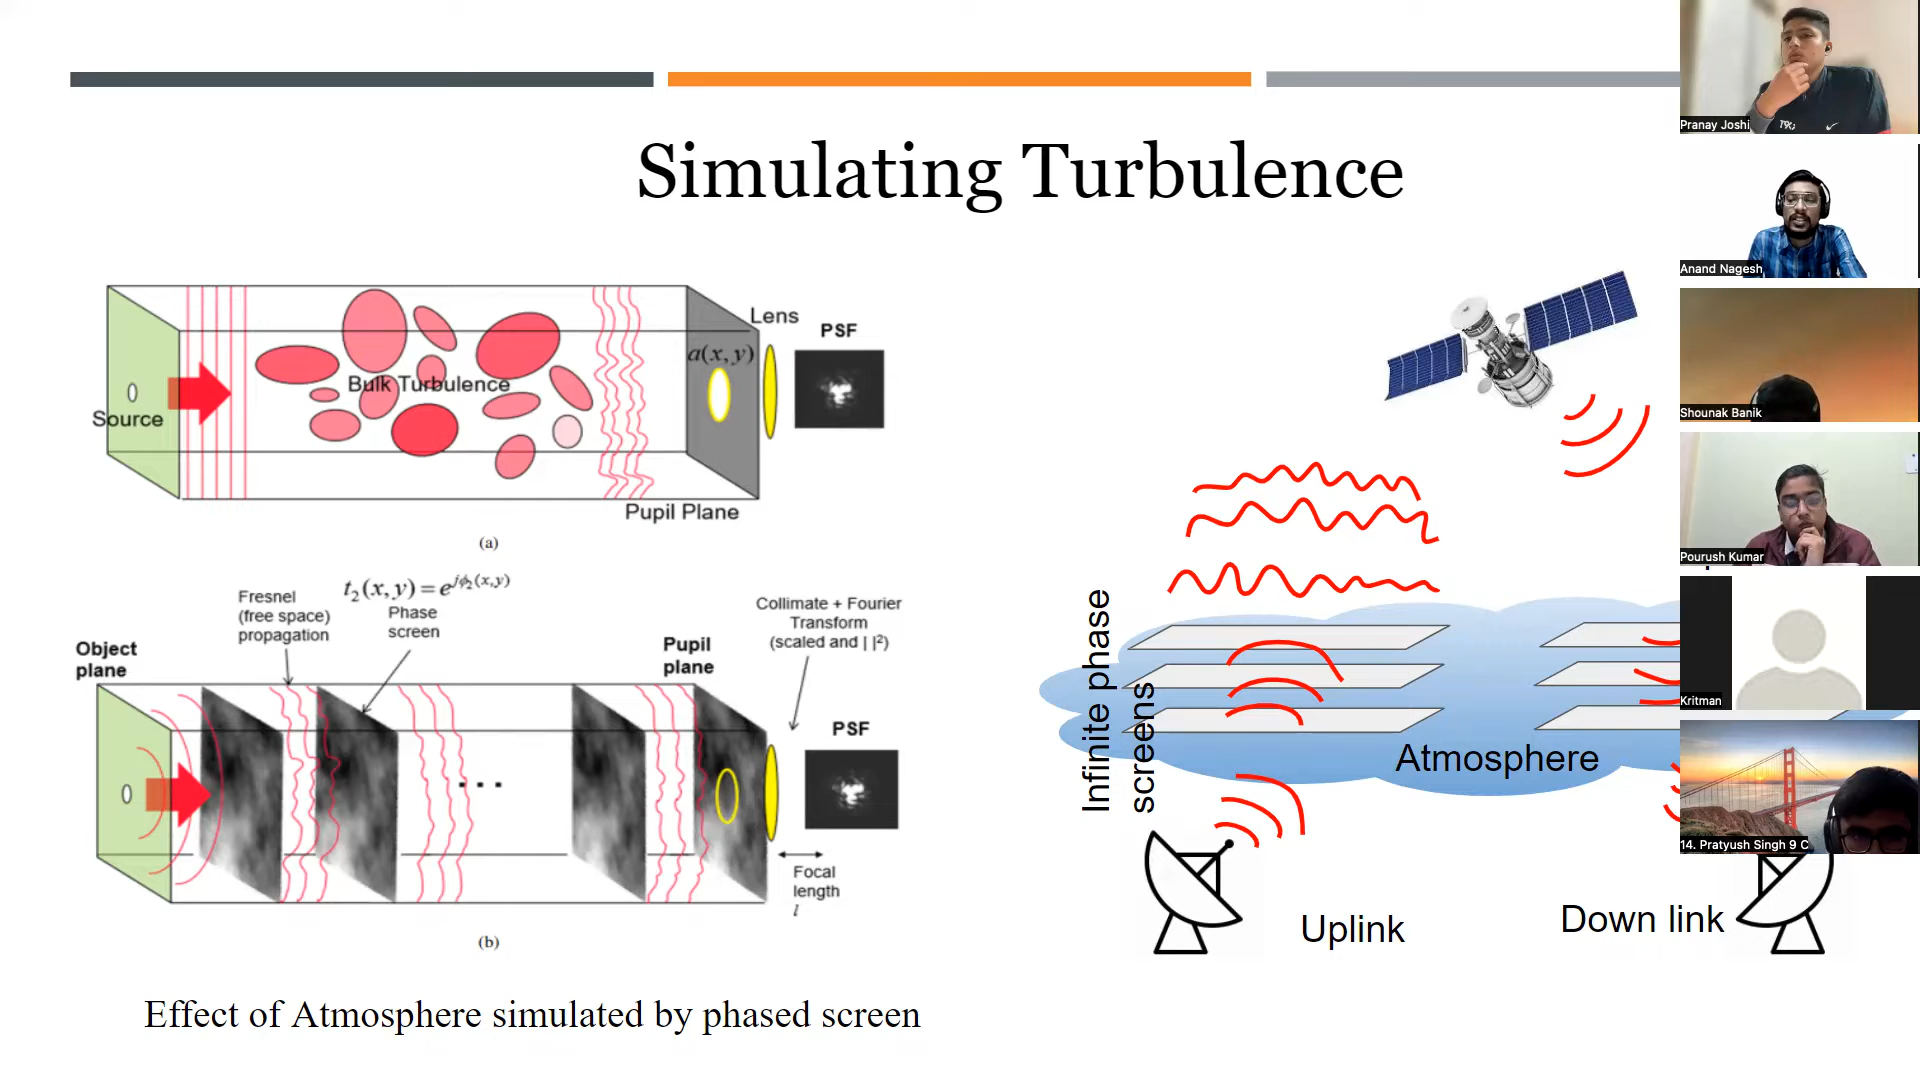 Simulating Turbulence
Lens
PSF
a(x, y)
Bulk Turbulence
Source
Pupil Plane
(a)
Fresnel
(free space)
propagation
t₂(x,y) = e^{jϕ₂(x,y)}
Phase
screen
Collimate + Fourier
Transform
(scaled and | |²)
Object
plane
Pupil
plane
PSF
...
Focal
length
l
(b)
Effect of Atmosphere simulated by phased screen
Infinite phase
screens
Atmosphere
Uplink
Down link
Pranay Joshi
Anand Nagesh
Shounak Banik
Pourush Kumar
Kritman
14. Pratyush Singh 9 C